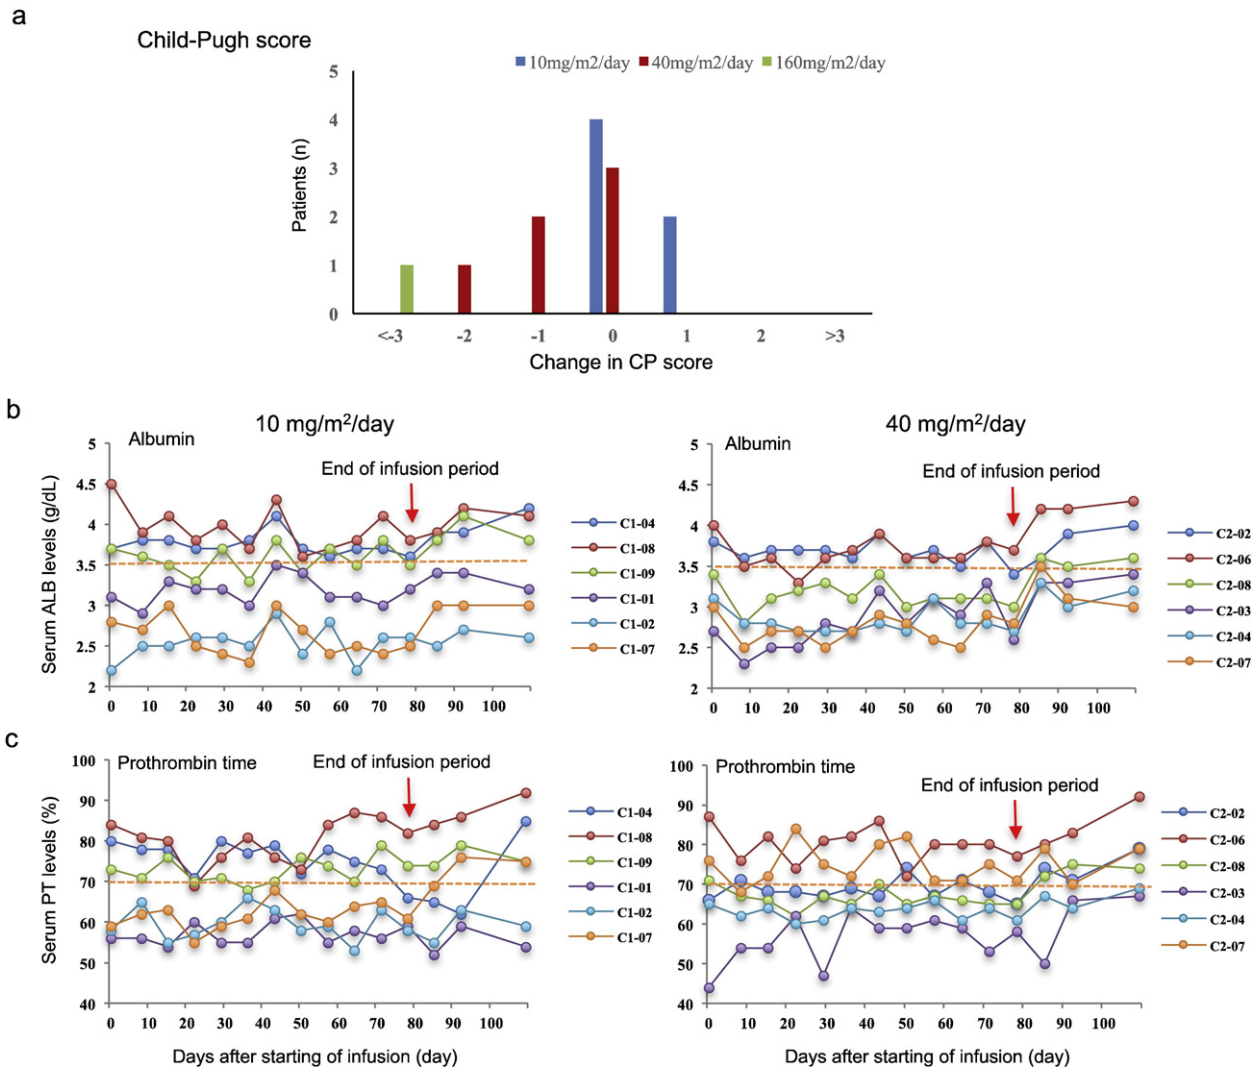 a
Child-Pugh score
10mg/m2/day 40mg/m2/day 160mg/m2/day
5
4
3
2
1
0
Patients (n)
<-3 -2 -1 0 1 2 >3
Change in CP score
b
10 mg/m²/day
Albumin
End of infusion period
Serum ALB levels (g/dL)
5
4.5
4
3.5
3
2.5
2
0 10 20 30 40 50 60 70 80 90 100
C1-04
C1-08
C1-09
C1-01
C1-02
C1-07
40 mg/m²/day
Albumin
End of infusion period
5
4.5
4
3.5
3
2.5
2
0 10 20 30 40 50 60 70 80 90 100
C2-02
C2-06
C2-08
C2-03
C2-04
C2-07
c
Prothrombin time
End of infusion period
Serum PT levels (%)
100
90
80
70
60
50
40
0 10 20 30 40 50 60 70 80 90 100
Days after starting of infusion (day)
C1-04
C1-08
C1-09
C1-01
C1-02
C1-07
Prothrombin time
End of infusion period
100
90
80
70
60
50
40
0 10 20 30 40 50 60 70 80 90 100
Days after starting of infusion (day)
C2-02
C2-06
C2-08
C2-03
C2-04
C2-07